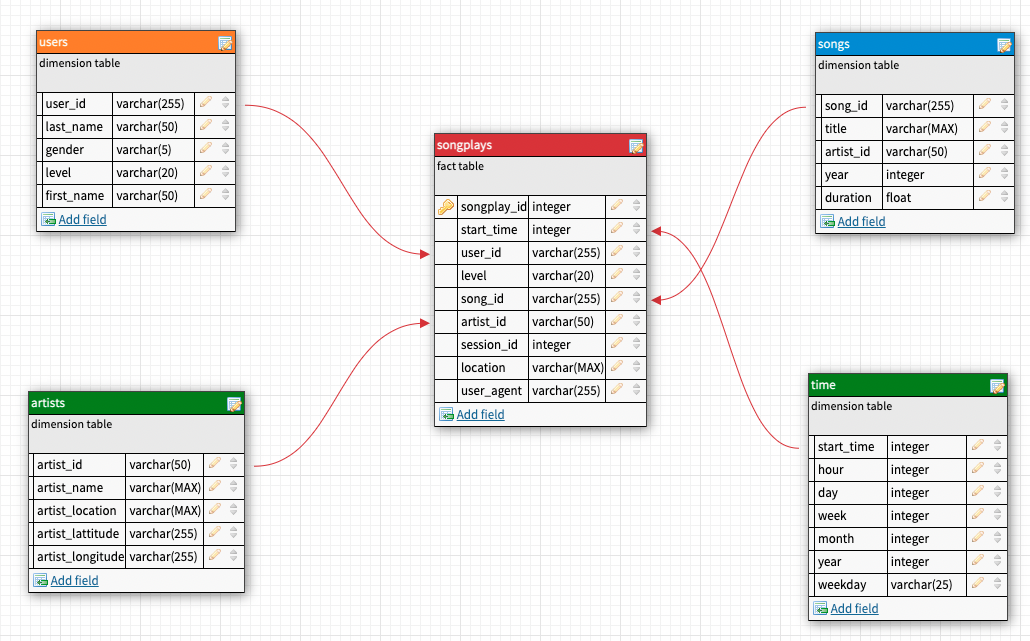 users
dimension table
user_id varchar(255)
last_name varchar(50)
gender varchar(5)
level varchar(20)
first_name varchar(50)
Add field
songs
dimension table
song_id varchar(255)
title varchar(MAX)
artist_id varchar(50)
year integer
duration float
Add field
songplays
fact table
songplay_id integer
start_time integer
user_id varchar(255)
level varchar(20)
song_id varchar(255)
artist_id varchar(50)
session_id integer
location varchar(MAX)
user_agent varchar(255)
Add field
artists
dimension table
artist_id varchar(50)
artist_name varchar(MAX)
artist_location varchar(MAX)
artist_lattitude varchar(255)
artist_longitude varchar(255)
Add field
time
dimension table
start_time integer
hour integer
day integer
week integer
month integer
year integer
weekday varchar(25)
Add field